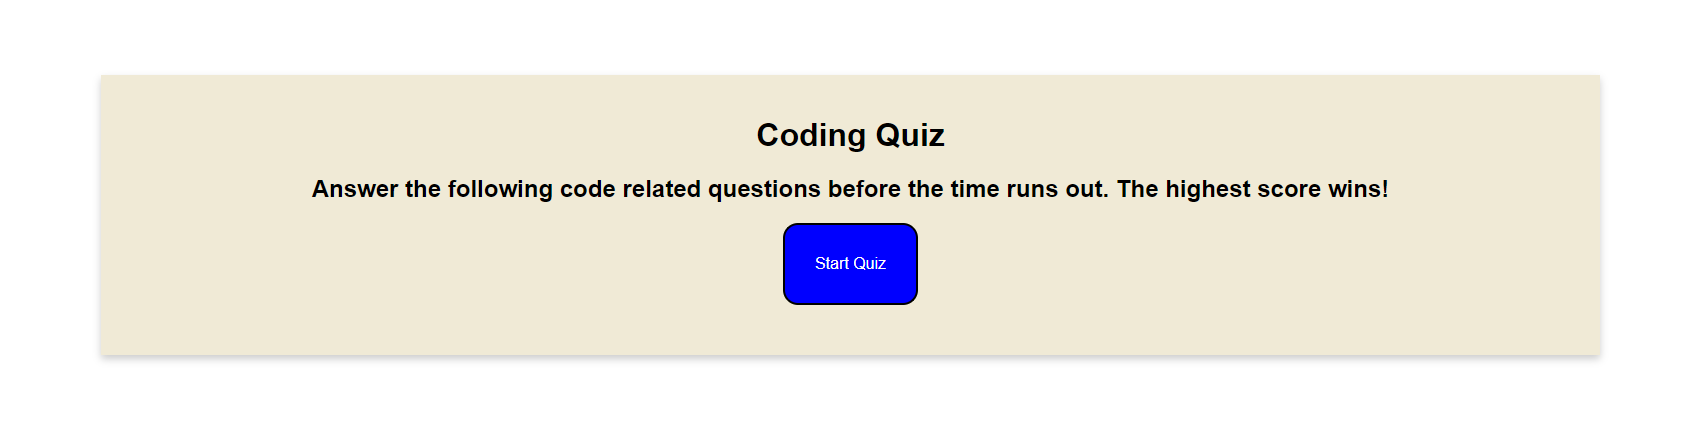 Coding Quiz
Answer the following code related questions before the time runs out. The highest score wins!
Start Quiz